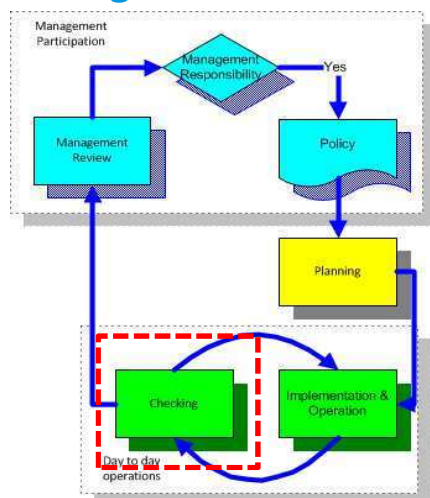 Management
Participation
Management
Responsibility
Yes
Management
Review
Policy
Planning
Checking
Implementation &
Operation
Day to day
operations